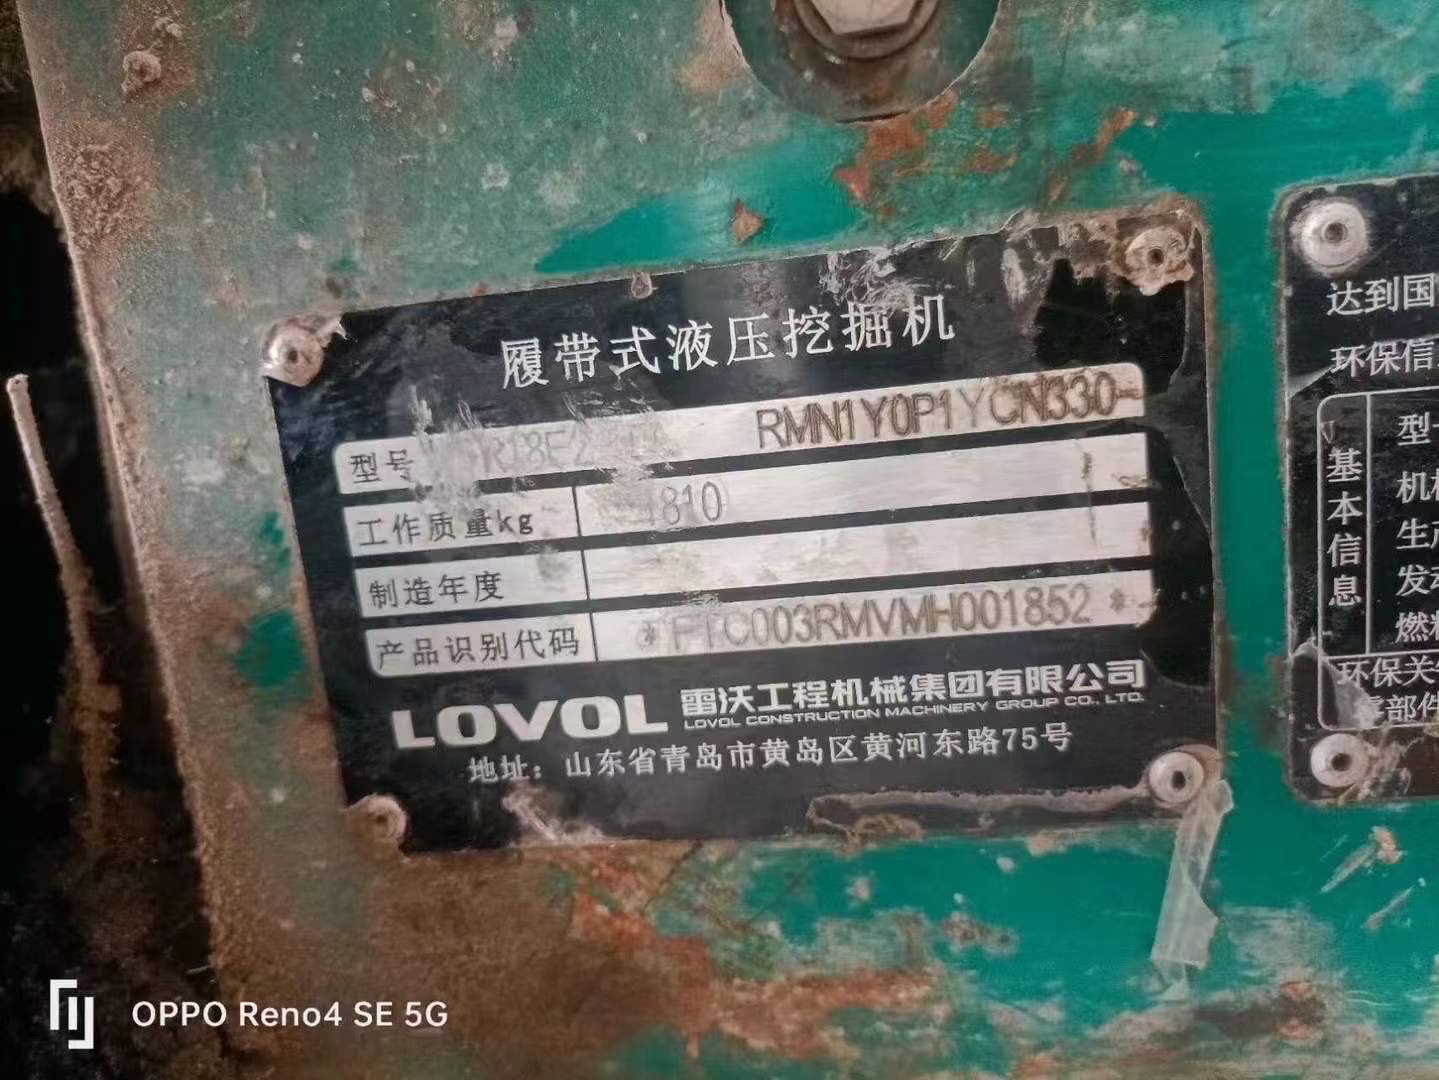 履带式液压挖掘机
型号 RMN1Y0P1YCN330-
工作质量kg
制造年度
产品识别代码
LOVOL 雷沃工程机械集团有限公司
LOVOL CONSTRUCTION MACHINERY GROUP CO., LTD.
地址：山东省青岛市黄岛区黄河东路75号
达到国
环保信
基本信息
型
机
生
发
燃
环保关
零部件
OPPO Reno4 SE 5G